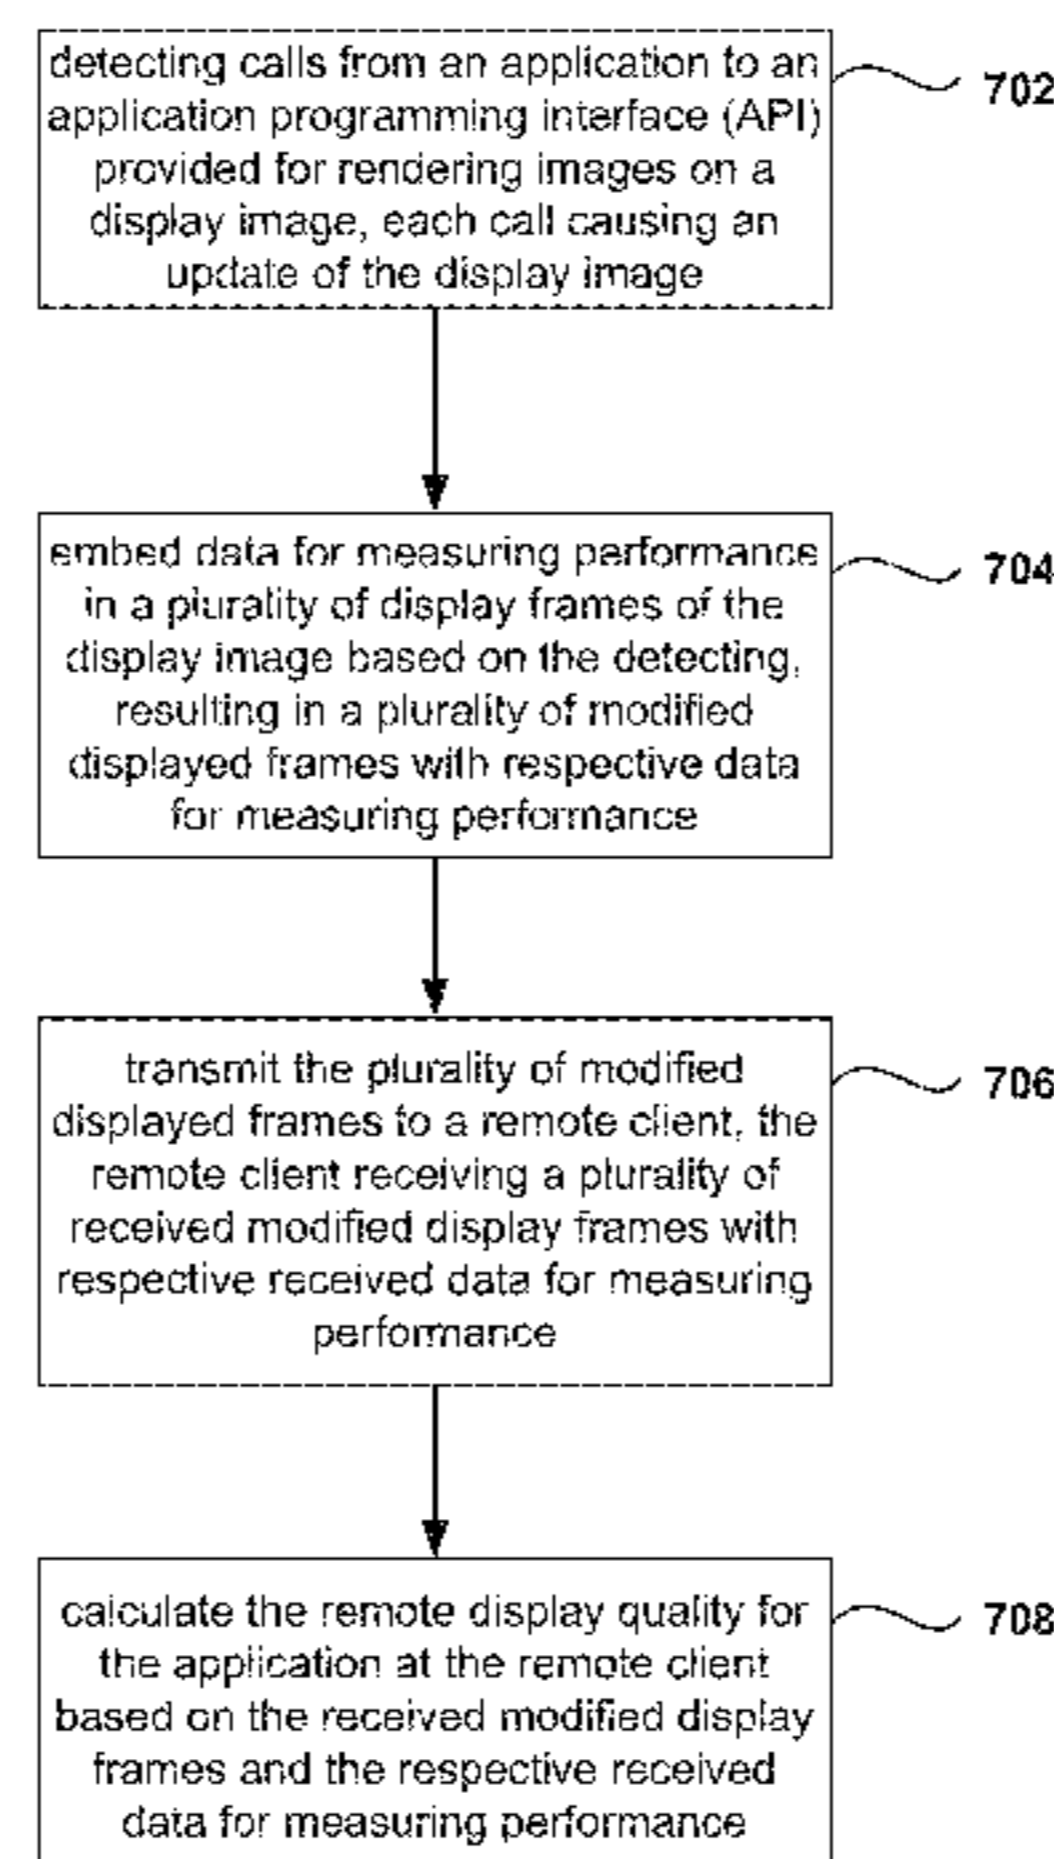 detecting calls from an application to an
application programming interface (API)
provided for rendering images on a
display image, each call causing an
update of the display image
702
embed data for measuring performance
in a plurality of display frames of the
display image based on the detecting,
resulting in a plurality of modified
displayed frames with respective data
for measuring performance
704
transmit the plurality of modified
displayed frames to a remote client, the
remote client receiving a plurality of
received modified display frames with
respective received data for measuring
performance
706
calculate the remote display quality for
the application at the remote client
based on the received modified display
frames and the respective received
data for measuring performance
708